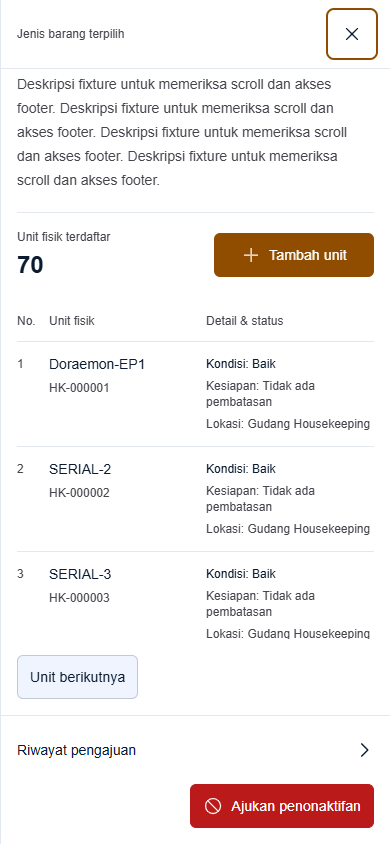 Jenis barang terpilih
Deskripsi fixture untuk memeriksa scroll dan akses
footer. Deskripsi fixture untuk memeriksa scroll dan
akses footer. Deskripsi fixture untuk memeriksa scroll
dan akses footer. Deskripsi fixture untuk memeriksa
scroll dan akses footer.
Unit fisik terdaftar
70
Tambah unit
No. Unit fisik Detail & status
1 Doraemon-EP1 Kondisi: Baik
HK-000001 Kesiapan: Tidak ada
pembatasan
Lokasi: Gudang Housekeeping
2 SERIAL-2 Kondisi: Baik
HK-000002 Kesiapan: Tidak ada
pembatasan
Lokasi: Gudang Housekeeping
3 SERIAL-3 Kondisi: Baik
HK-000003 Kesiapan: Tidak ada
pembatasan
Lokasi: Gudang Housekeeping
Unit berikutnya
Riwayat pengajuan
Ajukan penonaktifan